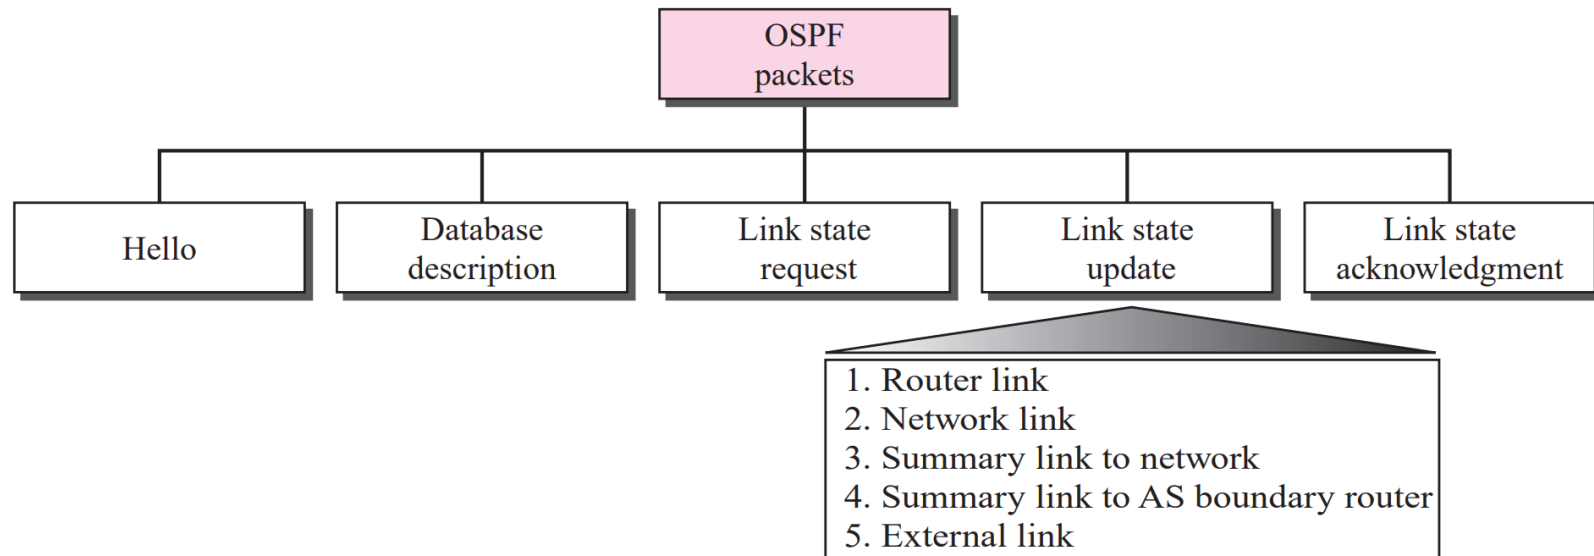 OSPF
packets
Hello
Database
description
Link state
request
Link state
update
Link state
acknowledgment
1. Router link
2. Network link
3. Summary link to network
4. Summary link to AS boundary router
5. External link